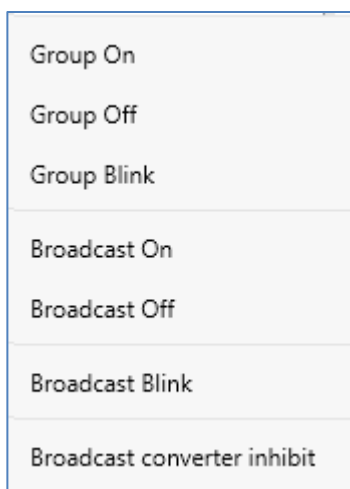 Group On
Group Off
Group Blink
Broadcast On
Broadcast Off
Broadcast Blink
Broadcast converter inhibit